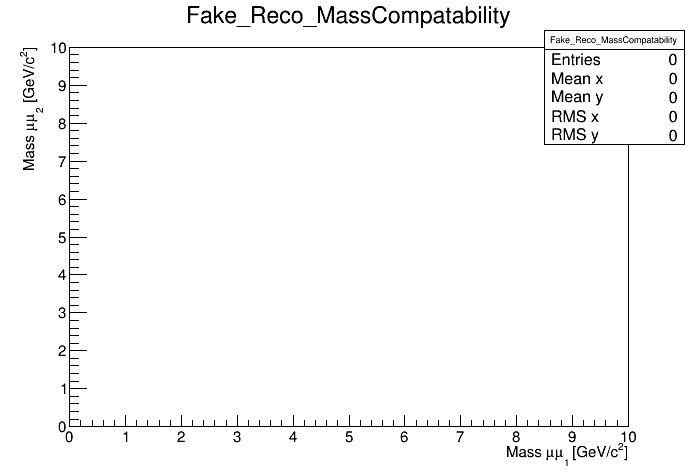 Fake_Reco_MassCompatability
Fake_Reco_MassCompatability
Entries 0
Mean x 0
Mean y 0
RMS x 0
RMS y 0
Mass μμ₂ [GeV/c²]
10
9
8
7
6
5
4
3
2
1
0
0 1 2 3 4 5 6 7 8 9 10
Mass μμ₁ [GeV/c²]